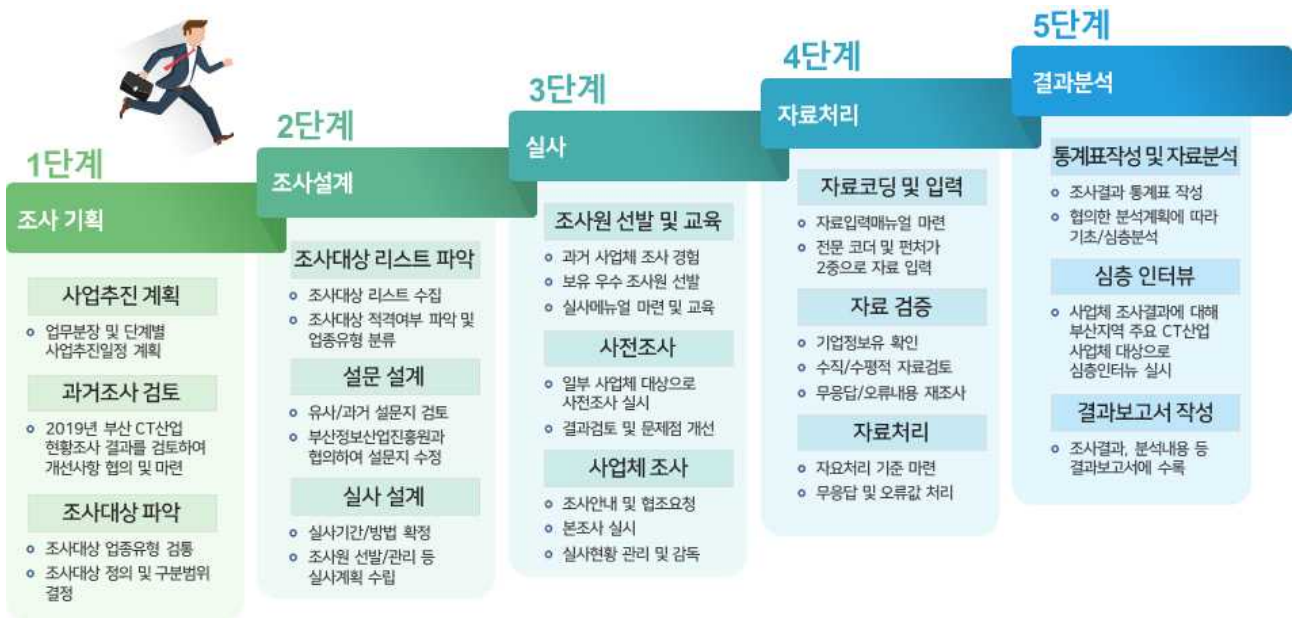 1단계
조사 기획
사업추진 계획
업무분장 및 단계별
사업추진일정 계획
과거조사 검토
2019년 부산 CT산업
현황조사 결과를 검토하여
개선사항 협의 및 마련
조사대상 파악
조사대상 업종유형 검통
조사대상 정의 및 구분범위
결정
2단계
조사설계
조사대상 리스트 파악
조사대상 리스트 수집
조사대상 적격여부 파악 및
업종유형 분류
설문 설계
유사/과거 설문지 검토
부산정보산업진흥원과
협의하여 설문지 수정
실사 설계
실사기간/방법 확정
조사원 선발/관리 등
실사계획 수립
3단계
실사
조사원 선발 및 교육
과거 사업체 조사 경험
보유 우수 조사원 선발
실사메뉴얼 마련 및 교육
사전조사
일부 사업체 대상으로
사전조사 실시
결과검토 및 문제점 개선
사업체 조사
조사안내 및 협조요청
본조사 실시
실사현황 관리 및 감독
4단계
자료처리
자료코딩 및 입력
자료입력매뉴얼 마련
전문 코더 및 펀처가
2중으로 자료 입력
자료 검증
기업정보유 확인
수직/수평적 자료검토
무응답/오류내용 재조사
자료처리
자요처리 기준 마련
무응답 및 오류값 처리
5단계
결과분석
통계표작성 및 자료분석
조사결과 통계표 작성
협의한 분석계획에 따라
기초/심층분석
심층 인터뷰
사업체 조사결과에 대해
부산지역 주요 CT산업
사업체 대상으로
심층인터뉴 실시
결과보고서 작성
조사결과, 분석내용 등
결과보고서에 수록